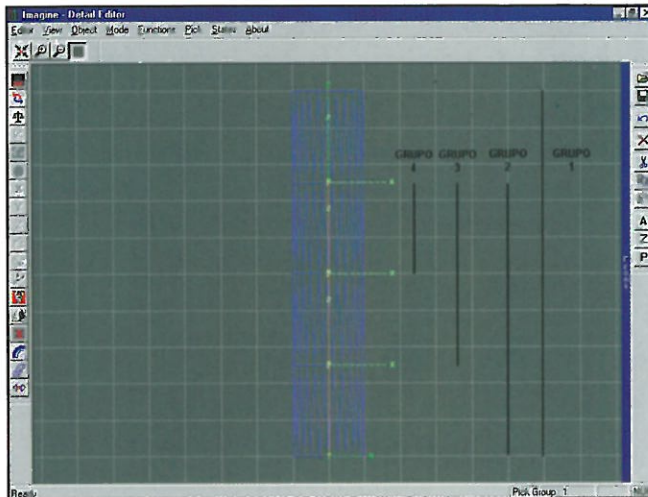 Imagine - Detail Editor
Editor View Object Mode Functions Pick States About
GRUPO GRUPO GRUPO GRUPO
4 3 2 1
A
Z
P
Ready
Pick Group 1
NUM